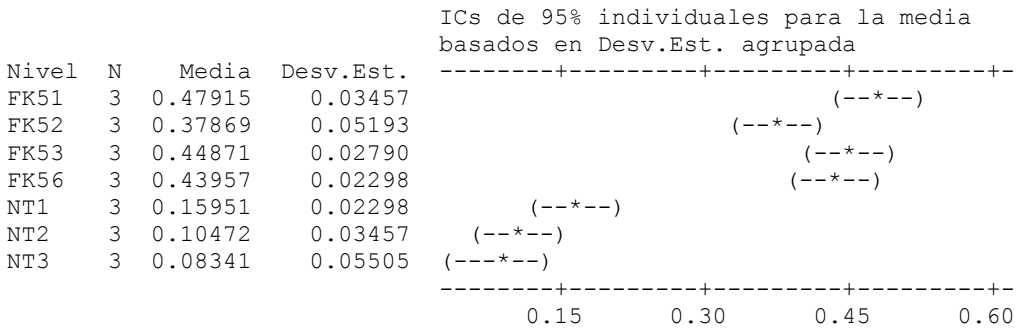 ICs de 95% individuales para la media
                              basados en Desv.Est. agrupada
Nivel  N    Media  Desv.Est.  --------+---------+---------+---------+-
FK51   3  0.47915    0.03457                             (--*--)
FK52   3  0.37869    0.05193                      (--*--)
FK53   3  0.44871    0.02790                           (--*--)
FK56   3  0.43957    0.02298                          (--*--)
NT1    3  0.15951    0.02298        (--*--)
NT2    3  0.10472    0.03457    (--*--)
NT3    3  0.08341    0.05505  (---*--)
                              --------+---------+---------+---------+-
                                    0.15      0.30      0.45      0.60